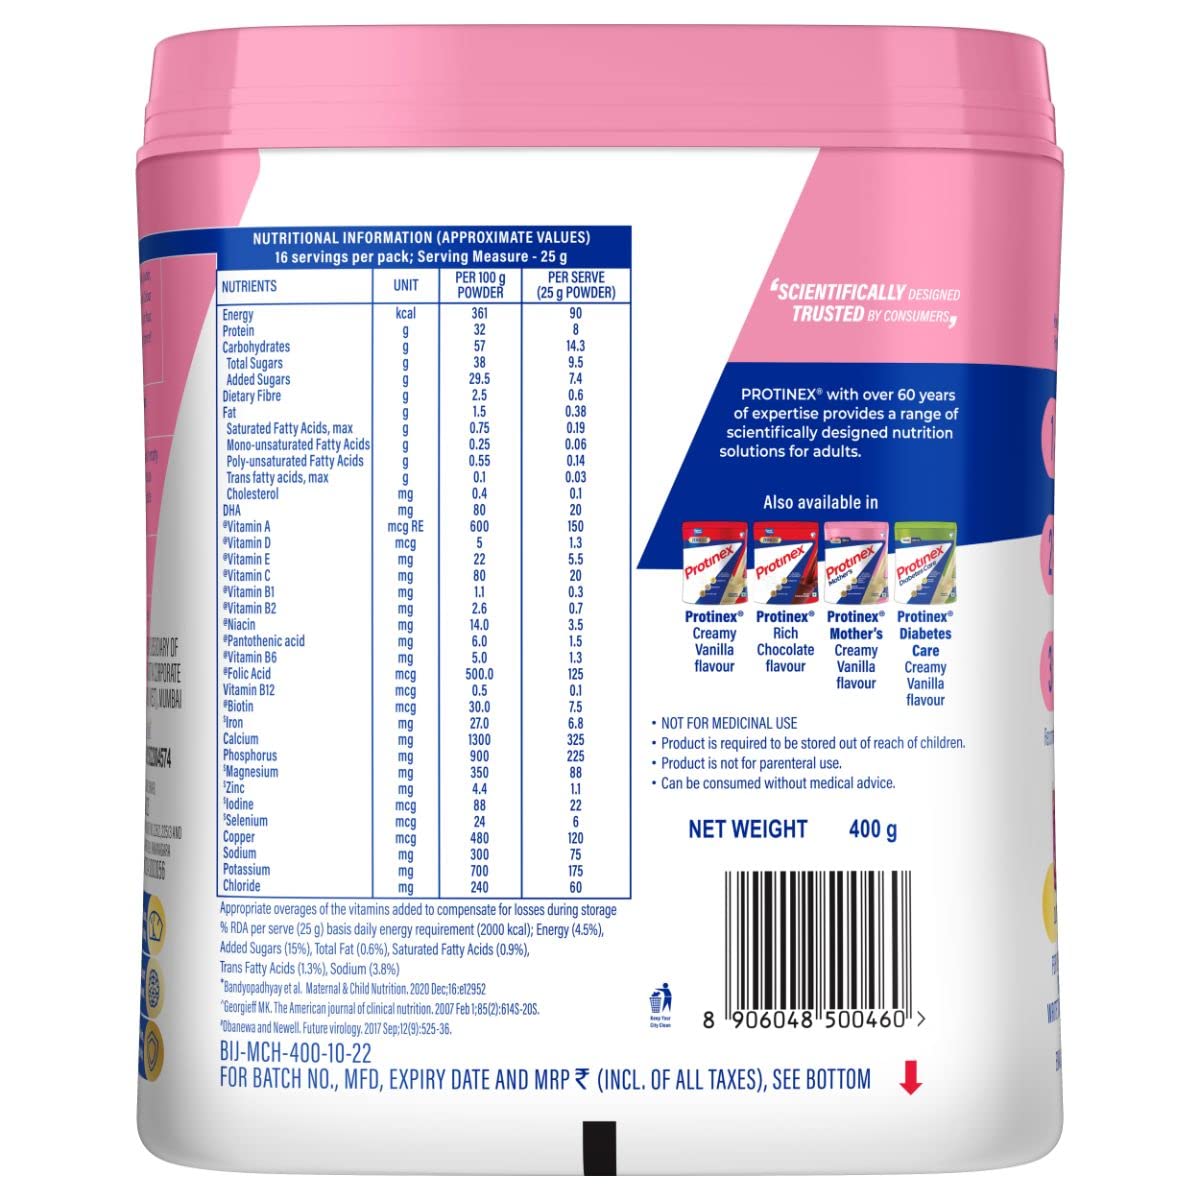 NUTRITIONAL INFORMATION (APPROXIMATE VALUES)
16 servings per pack; Serving Measure - 25 g
NUTRIENTS UNIT PER 100 g POWDER PER SERVE (25 g POWDER)
Energy kcal 361 90
Protein g 32 8
Carbohydrates g 57 14.3
Total Sugars g 38 9.5
Added Sugars g 29.5 7.4
Dietary Fibre g 2.5 0.6
Fat g 1.5 0.38
Saturated Fatty Acids, max g 0.75 0.19
Mono-unsaturated Fatty Acids g 0.25 0.06
Poly-unsaturated Fatty Acids g 0.55 0.14
Trans fatty acids, max g 0.1 0.03
Cholesterol mg 0.4 0.1
DHA mg 80 20
@Vitamin A mcg RE 600 150
@Vitamin D mcg 5 1.3
@Vitamin E mg 22 5.5
@Vitamin C mg 80 20
@Vitamin B1 mg 1.1 0.3
@Vitamin B2 mg 2.6 0.7
@Niacin mg 14.0 3.5
@Pantothenic acid mg 6.0 1.5
@Vitamin B6 mg 5.0 1.3
@Folic Acid mcg 500.0 125
Vitamin B12 mcg 0.5 0.1
@Biotin mcg 30.0 7.5
$Iron mg 27.0 6.8
Calcium mg 1300 325
Phosphorus mg 900 225
$Magnesium mg 350 88
$Zinc mg 4.4 1.1
$Iodine mcg 88 22
$Selenium mcg 24 6
Copper mcg 480 120
Sodium mg 300 75
Potassium mg 700 175
Chloride mg 240 60
Appropriate overages of the vitamins added to compensate for losses during storage
% RDA per serve (25 g) basis daily energy requirement (2000 kcal); Energy (4.5%),
Added Sugars (15%), Total Fat (0.6%), Saturated Fatty Acids (0.9%),
Trans Fatty Acids (1.3%), Sodium (3.8%)
*Bandyopadhyay et al. Maternal & Child Nutrition. 2020 Dec;16:e12952
^Georgieff MK. The American journal of clinical nutrition. 2007 Feb 1;85(2):614S-20S.
Obanewa and Newell. Future virology. 2017 Sep;12(9):525-36.
BIJ-MCH-400-10-22
FOR BATCH NO., MFD, EXPIRY DATE AND MRP ₹ (INCL. OF ALL TAXES), SEE BOTTOM
‘SCIENTIFICALLY DESIGNED
TRUSTED BY CONSUMERS,
PROTINEX® with over 60 years
of expertise provides a range of
scientifically designed nutrition
solutions for adults.
Also available in
Protinex
Protinex
Protinex Mother's
Protinex Diabetes Care
Protinex® Creamy Vanilla flavour
Protinex® Rich Chocolate flavour
Protinex® Mother's Creamy Vanilla flavour
Protinex® Diabetes Care Creamy Vanilla flavour
• NOT FOR MEDICINAL USE
• Product is required to be stored out of reach of children.
• Product is not for parenteral use.
• Can be consumed without medical advice.
NET WEIGHT 400 g
Keep Your
City Clean
8 906048 500460 >
MUMBAI